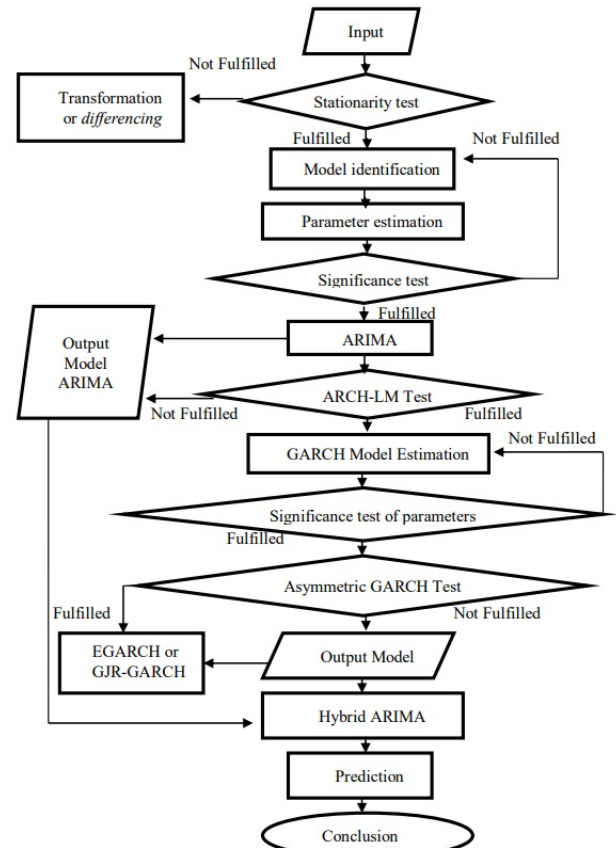 Input
Not Fulfilled
Transformation
or differencing
Stationarity test
Fulfilled
Not Fulfilled
Model identification
Parameter estimation
Significance test
Fulfilled
Output
Model
ARIMA
ARIMA
ARCH-LM Test
Not Fulfilled
Fulfilled
Not Fulfilled
GARCH Model Estimation
Significance test of parameters
Fulfilled
Asymmetric GARCH Test
Fulfilled
Not Fulfilled
EGARCH or
GJR-GARCH
Output Model
Hybrid ARIMA
Prediction
Conclusion